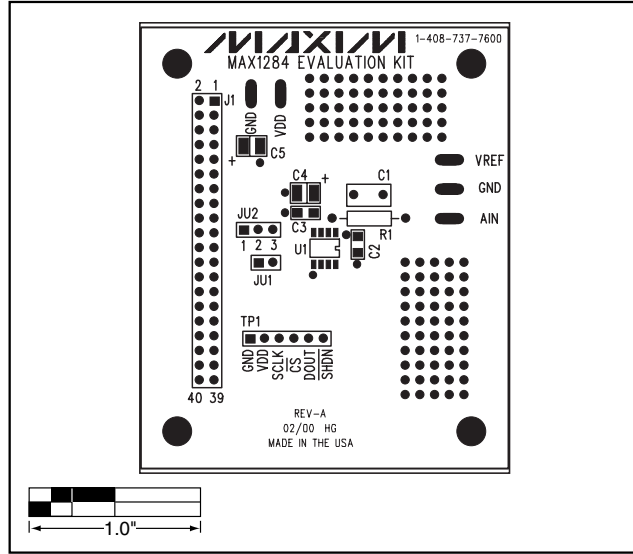 MAXIM 1-408-737-7600
MAX1284 EVALUATION KIT
2 1
J1
GND
VDD
+
C5
VREF
GND
AIN
C4 +
C1
C3
R1
JU2
1 2 3
U1
C2
JU1
TP1
GND
VDD
SCLK
C̅S̅
DOUT
S̅H̅D̅N̅
40 39
REV-A
02/00 HG
MADE IN THE USA
1.0"